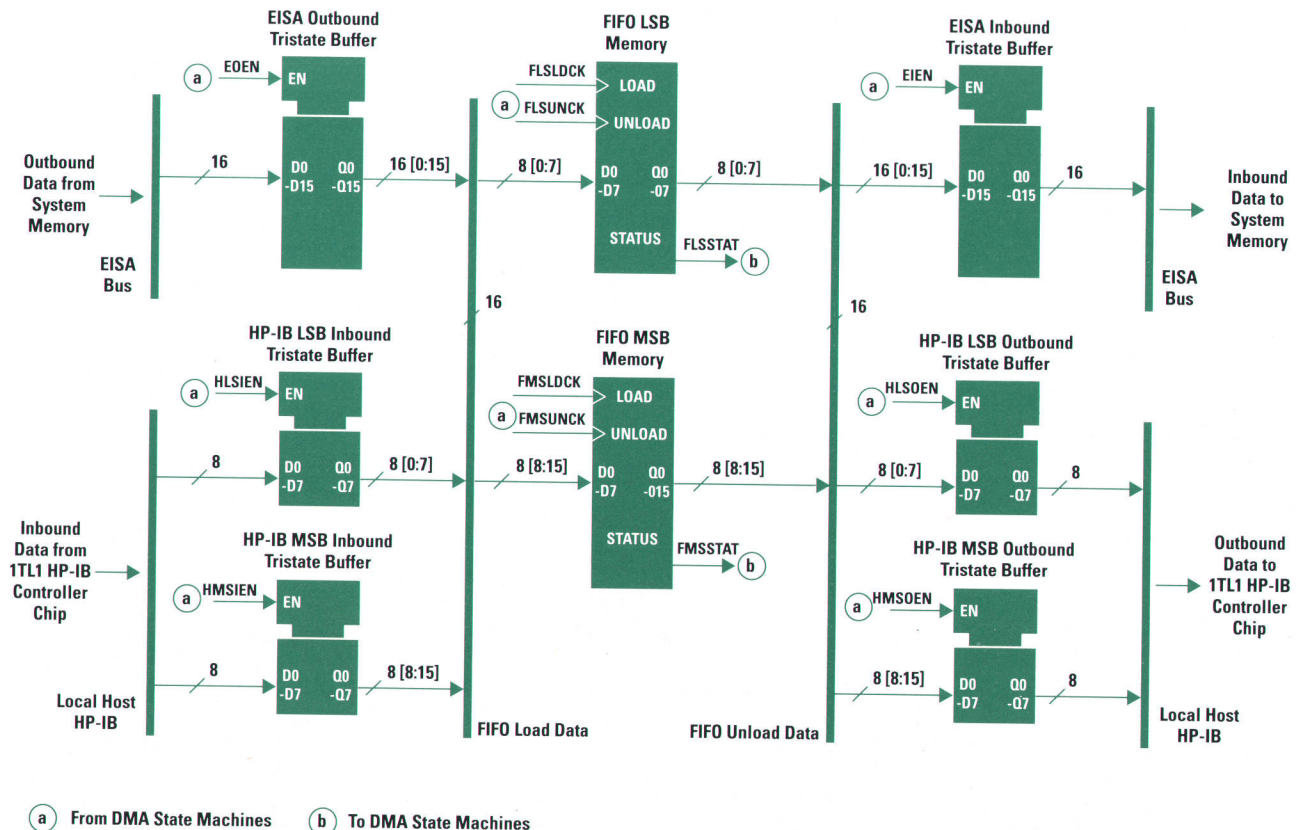 EISA Outbound
Tristate Buffer
FIFO LSB
Memory
EISA Inbound
Tristate Buffer
a
EOEN
EN
FLSLDCK
LOAD
a
FLSUNCK
UNLOAD
a
EIEN
EN
Outbound
Data from
System
Memory
16
D0 Q0
-D15 -Q15
16 [0:15]
8 [0:7]
D0 Q0
-D7 -07
8 [0:7]
16 [0:15]
D0 Q0
-D15 -Q15
16
Inbound
Data to
System
Memory
STATUS
FLSSTAT
b
EISA
Bus
EISA
Bus
16
16
HP-IB LSB Inbound
Tristate Buffer
FIFO MSB
Memory
HP-IB LSB Outbound
Tristate Buffer
a
HLSIEN
EN
FMSLDCK
LOAD
a
FMSUNCK
UNLOAD
a
HLSOEN
EN
8
D0 Q0
-D7 -Q7
8 [0:7]
8 [8:15]
D0 Q0
-D7 -015
8 [8:15]
8 [0:7]
D0 Q0
-D7 -Q7
8
Inbound
Data from
1TL1 HP-IB
Controller
Chip
HP-IB MSB Inbound
Tristate Buffer
STATUS
FMSSTAT
b
HP-IB MSB Outbound
Tristate Buffer
Outbound
Data to
1TL1 HP-IB
Controller
Chip
a
HMSIEN
EN
a
HMSOEN
EN
8
D0 Q0
-D7 -Q7
8 [8:15]
8 [8:15]
D0 Q0
-D7 -Q7
8
Local Host
HP-IB
FIFO Load Data
FIFO Unload Data
Local Host
HP-IB
a From DMA State Machines
b To DMA State Machines